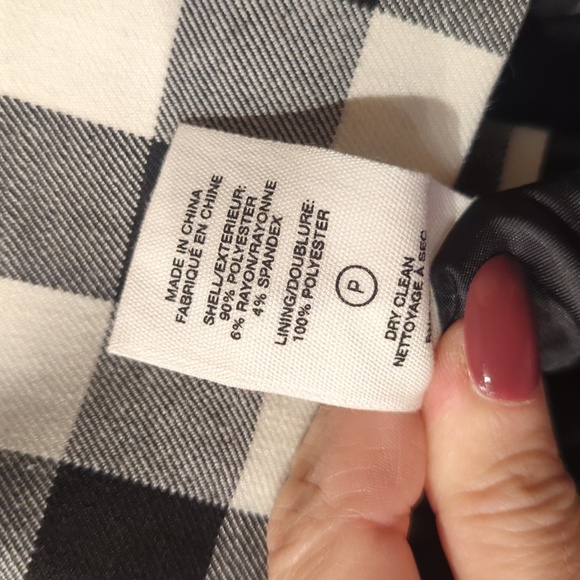 MADE IN CHINA
FABRIQUÉ EN CHINE
SHELL/EXTERIEUR:
90% POLYESTER
6% RAYON/RAYONNE
4% SPANDEX
LINING/DOUBLURE:
100% POLYESTER
P
DRY CLEAN
NETTOYAGE À SEC